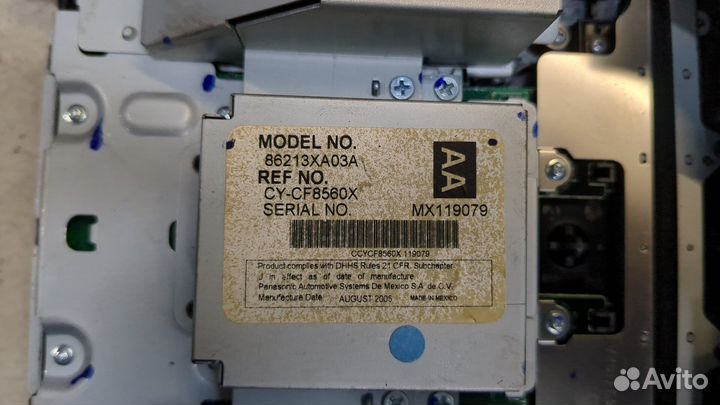 MODEL NO.
86213XA03A
REF NO.
CY-CF8560X
SERIAL NO. MX119079
AA
CCYCF8560X 119079
Product complies with DHHS Rules 21 CFR, Subchapter
J in effect as of date of manufacture
Panasonic Automotive Systems De Mexico S.A. de C.V.
Manufacture Date AUGUST 2005 MADE IN MEXICO
Avito